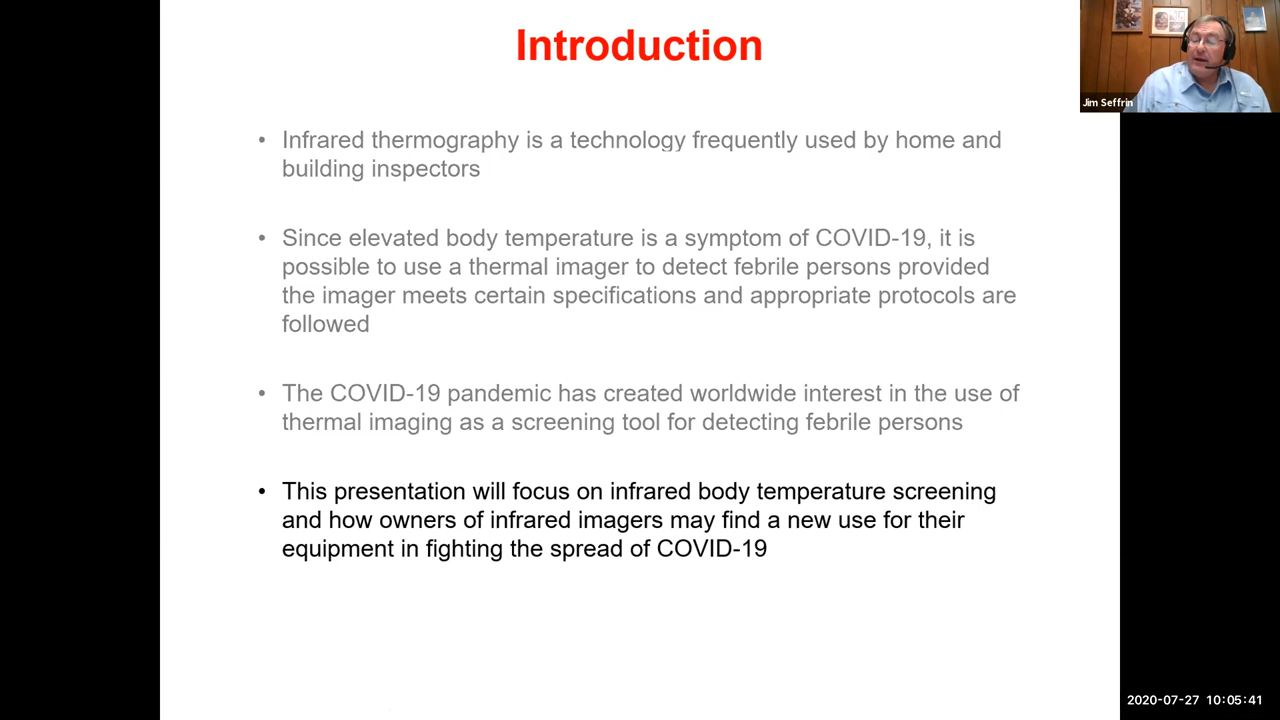 Introduction
Jim Seffrin
• Infrared thermography is a technology frequently used by home and
building inspectors
• Since elevated body temperature is a symptom of COVID-19, it is
possible to use a thermal imager to detect febrile persons provided
the imager meets certain specifications and appropriate protocols are
followed
• The COVID-19 pandemic has created worldwide interest in the use of
thermal imaging as a screening tool for detecting febrile persons
• This presentation will focus on infrared body temperature screening
and how owners of infrared imagers may find a new use for their
equipment in fighting the spread of COVID-19
2020-07-27 10:05:41